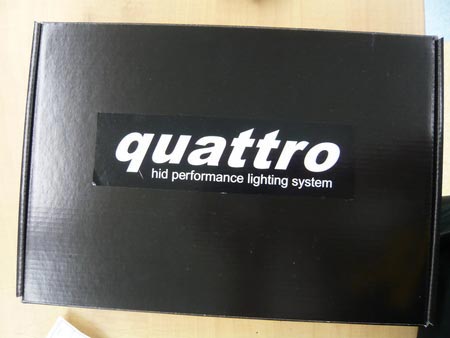 quattro
hid performance lighting system